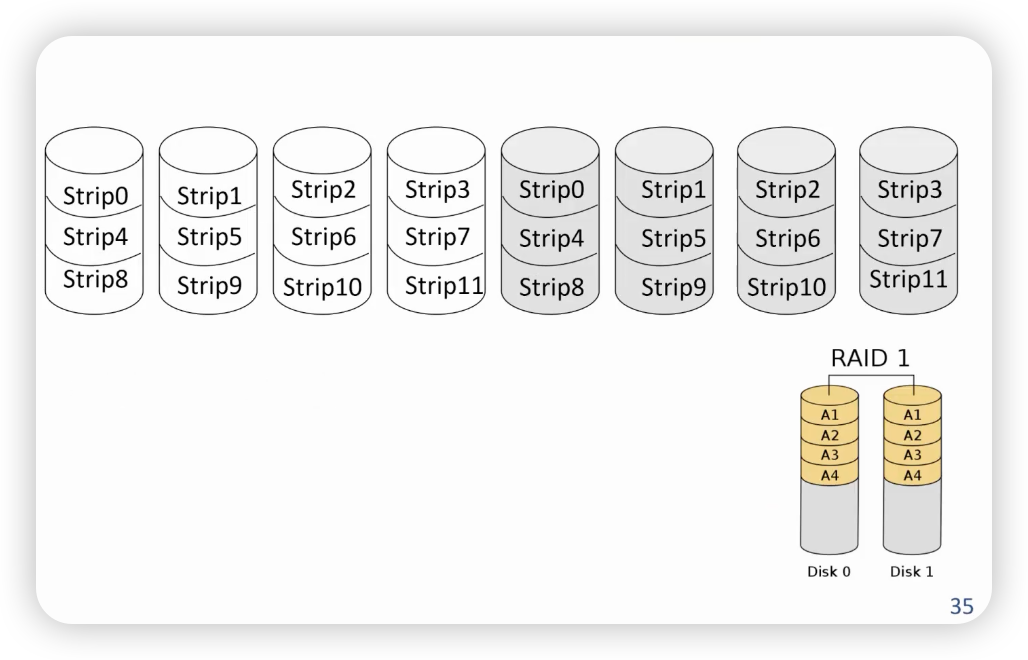 Strip0 Strip1 Strip2 Strip3 Strip0 Strip1 Strip2 Strip3
Strip4 Strip5 Strip6 Strip7 Strip4 Strip5 Strip6 Strip7
Strip8 Strip9 Strip10 Strip11 Strip8 Strip9 Strip10 Strip11
RAID 1
A1 A1
A2 A2
A3 A3
A4 A4
Disk 0 Disk 1
35